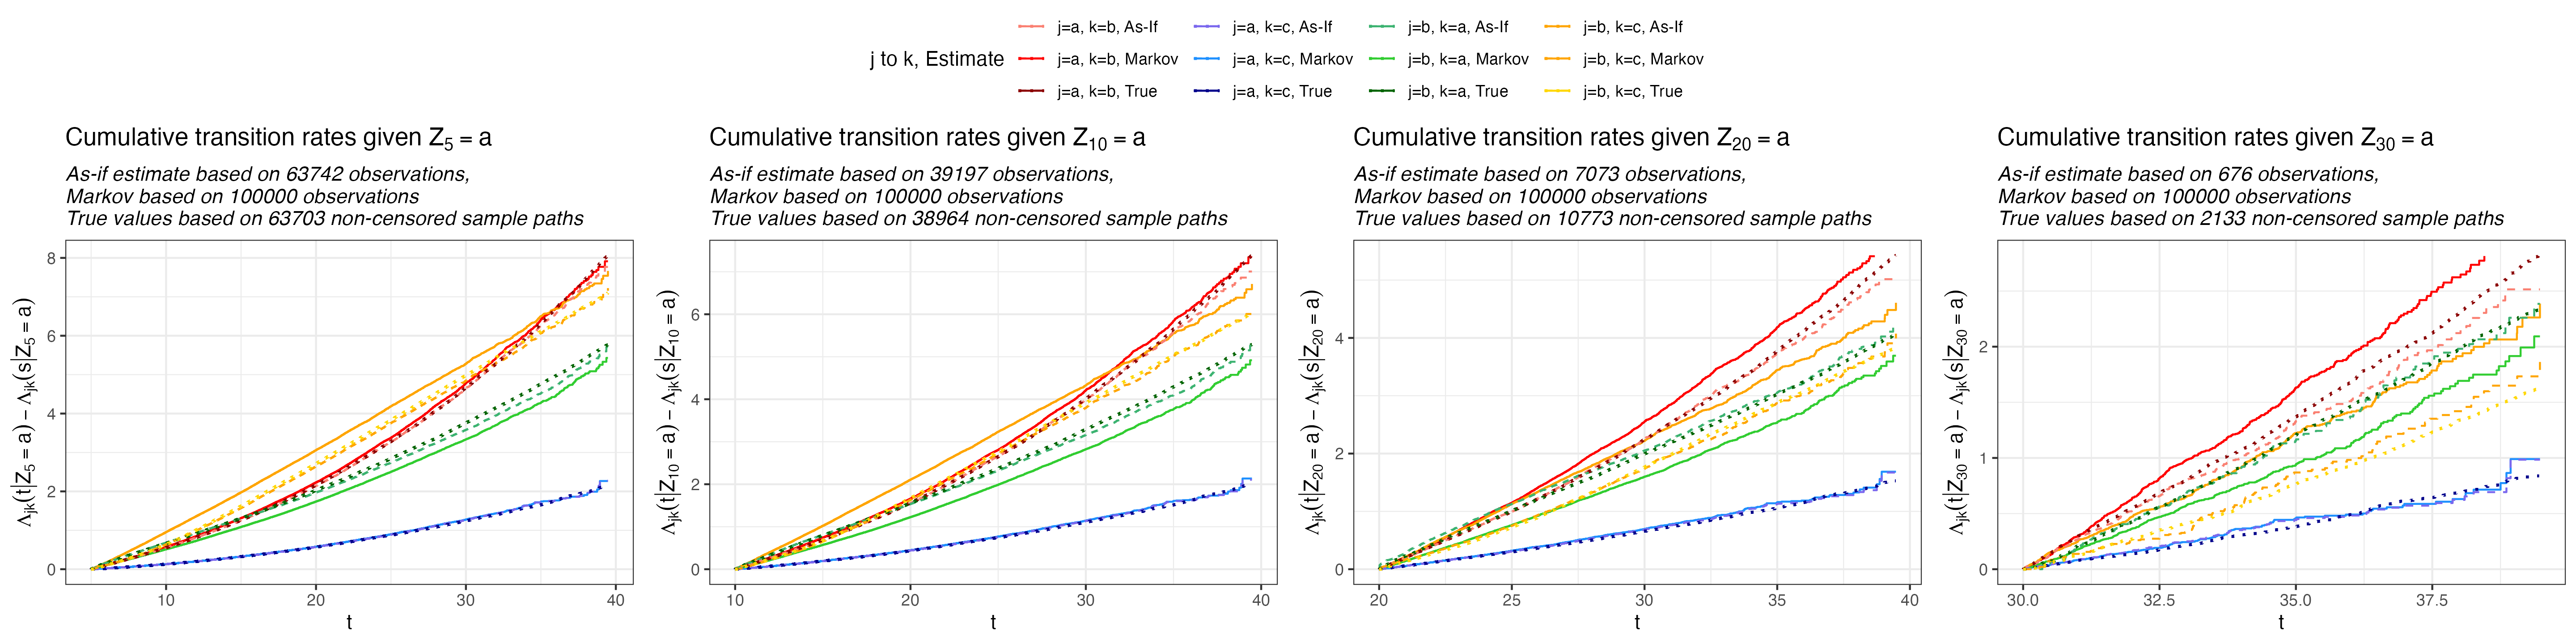 j to k, Estimate
j=a, k=b, As-If
j=a, k=c, As-If
j=b, k=a, As-If
j=b, k=c, As-If
j=a, k=b, Markov
j=a, k=c, Markov
j=b, k=a, Markov
j=b, k=c, Markov
j=a, k=b, True
j=a, k=c, True
j=b, k=a, True
j=b, k=c, True
Cumulative transition rates given Z₅ = a
As-if estimate based on 63742 observations,
Markov based on 100000 observations
True values based on 63703 non-censored sample paths
Λⱼₖ(t|Z₅ = a) − Λⱼₖ(s|Z₅ = a)
8
6
4
2
0
10 20 30 40
t
Cumulative transition rates given Z₁₀ = a
As-if estimate based on 39197 observations,
Markov based on 100000 observations
True values based on 38964 non-censored sample paths
Λⱼₖ(t|Z₁₀ = a) − Λⱼₖ(s|Z₁₀ = a)
6
4
2
0
10 20 30 40
t
Cumulative transition rates given Z₂₀ = a
As-if estimate based on 7073 observations,
Markov based on 100000 observations
True values based on 10773 non-censored sample paths
Λⱼₖ(t|Z₂₀ = a) − Λⱼₖ(s|Z₂₀ = a)
4
2
0
20 25 30 35 40
t
Cumulative transition rates given Z₃₀ = a
As-if estimate based on 676 observations,
Markov based on 100000 observations
True values based on 2133 non-censored sample paths
Λⱼₖ(t|Z₃₀ = a) − Λⱼₖ(s|Z₃₀ = a)
2
1
0
30.0 32.5 35.0 37.5
t